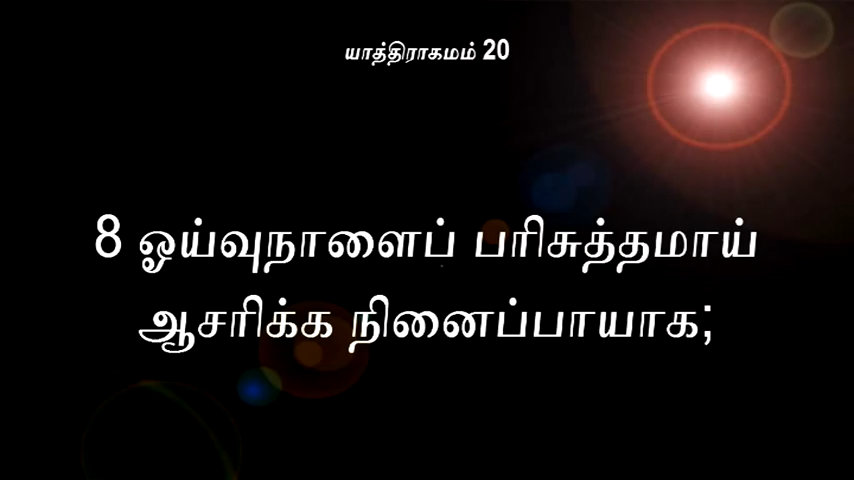 யாத்திராகமம் 20
8 ஓய்வுநாளைப் பரிசுத்தமாய்
ஆசரிக்க நினைப்பாயாக;